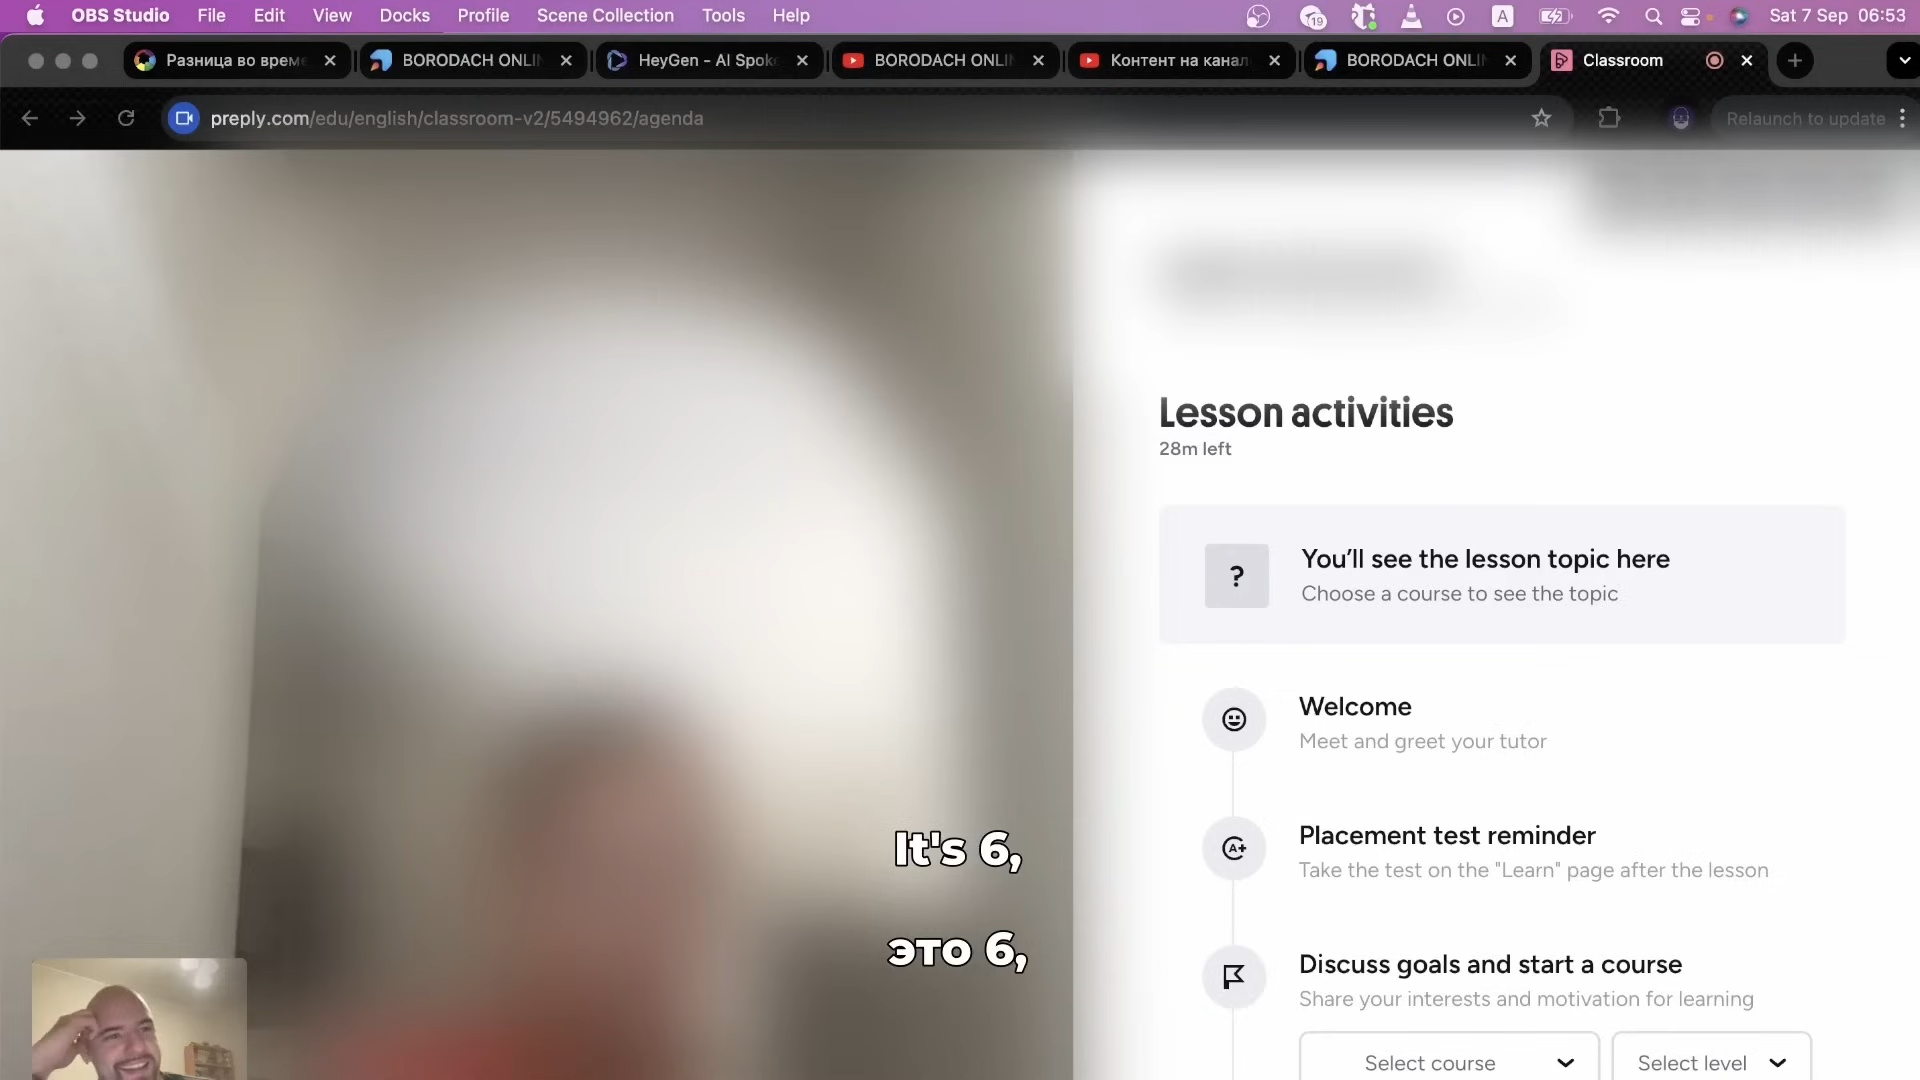 OBS Studio File Edit View Docks Profile Scene Collection Tools Help 19 A Sat 7 Sep 06:53
Разница во врем BORODACH ONLI HeyGen - AI Spok BORODACH ONLI Контент на канал BORODACH ONLI Classroom
preply.com/edu/english/classroom-v2/5494962/agenda Relaunch to update
Lesson activities
28m left
?
You'll see the lesson topic here
Choose a course to see the topic
Welcome
Meet and greet your tutor
A+
Placement test reminder
Take the test on the "Learn" page after the lesson
Discuss goals and start a course
Share your interests and motivation for learning
Select course Select level
It's 6,
это 6,